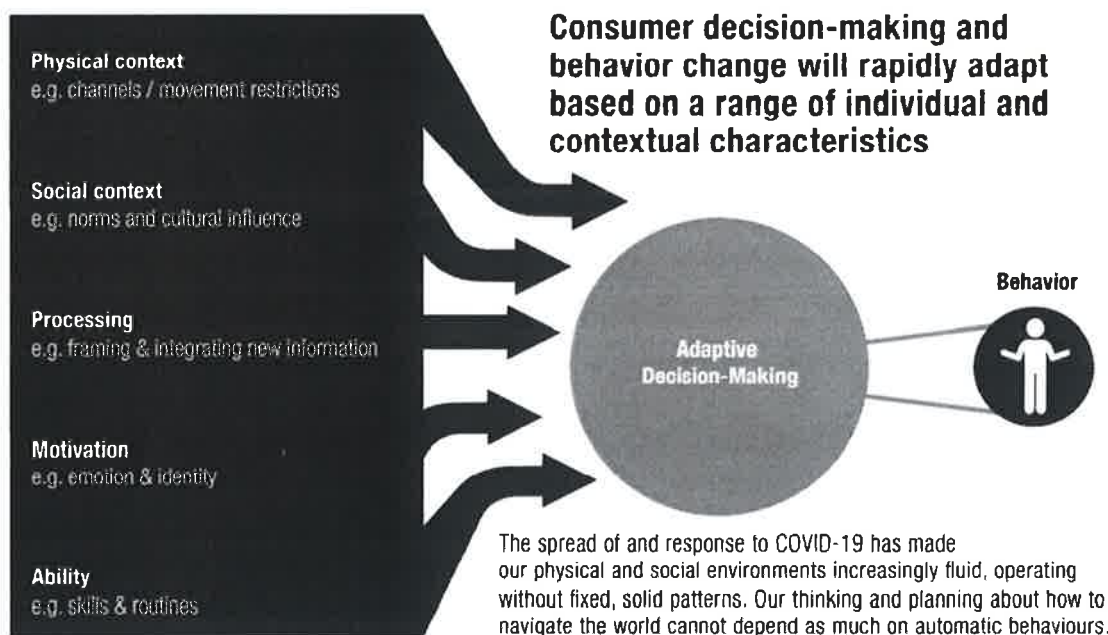 Physical context
e.g. channels / movement restrictions
Social context
e.g. norms and cultural influence
Processing
e.g. framing & integrating new information
Motivation
e.g. emotion & identity
Ability
e.g. skills & routines
Consumer decision-making and
behavior change will rapidly adapt
based on a range of individual and
contextual characteristics
Adaptive
Decision-Making
Behavior
The spread of and response to COVID-19 has made
our physical and social environments increasingly fluid, operating
without fixed, solid patterns. Our thinking and planning about how to
navigate the world cannot depend as much on automatic behaviours.